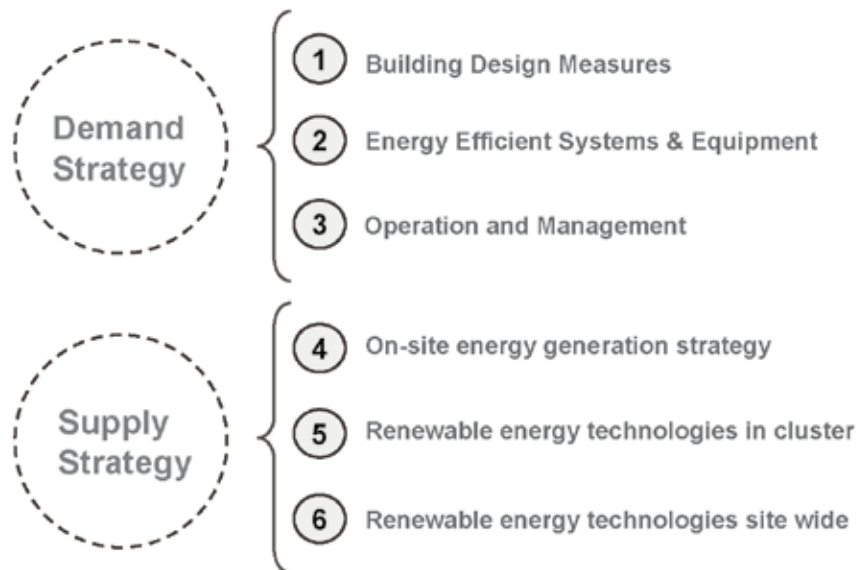 Demand
Strategy
1 Building Design Measures
2 Energy Efficient Systems & Equipment
3 Operation and Management
Supply
Strategy
4 On-site energy generation strategy
5 Renewable energy technologies in cluster
6 Renewable energy technologies site wide